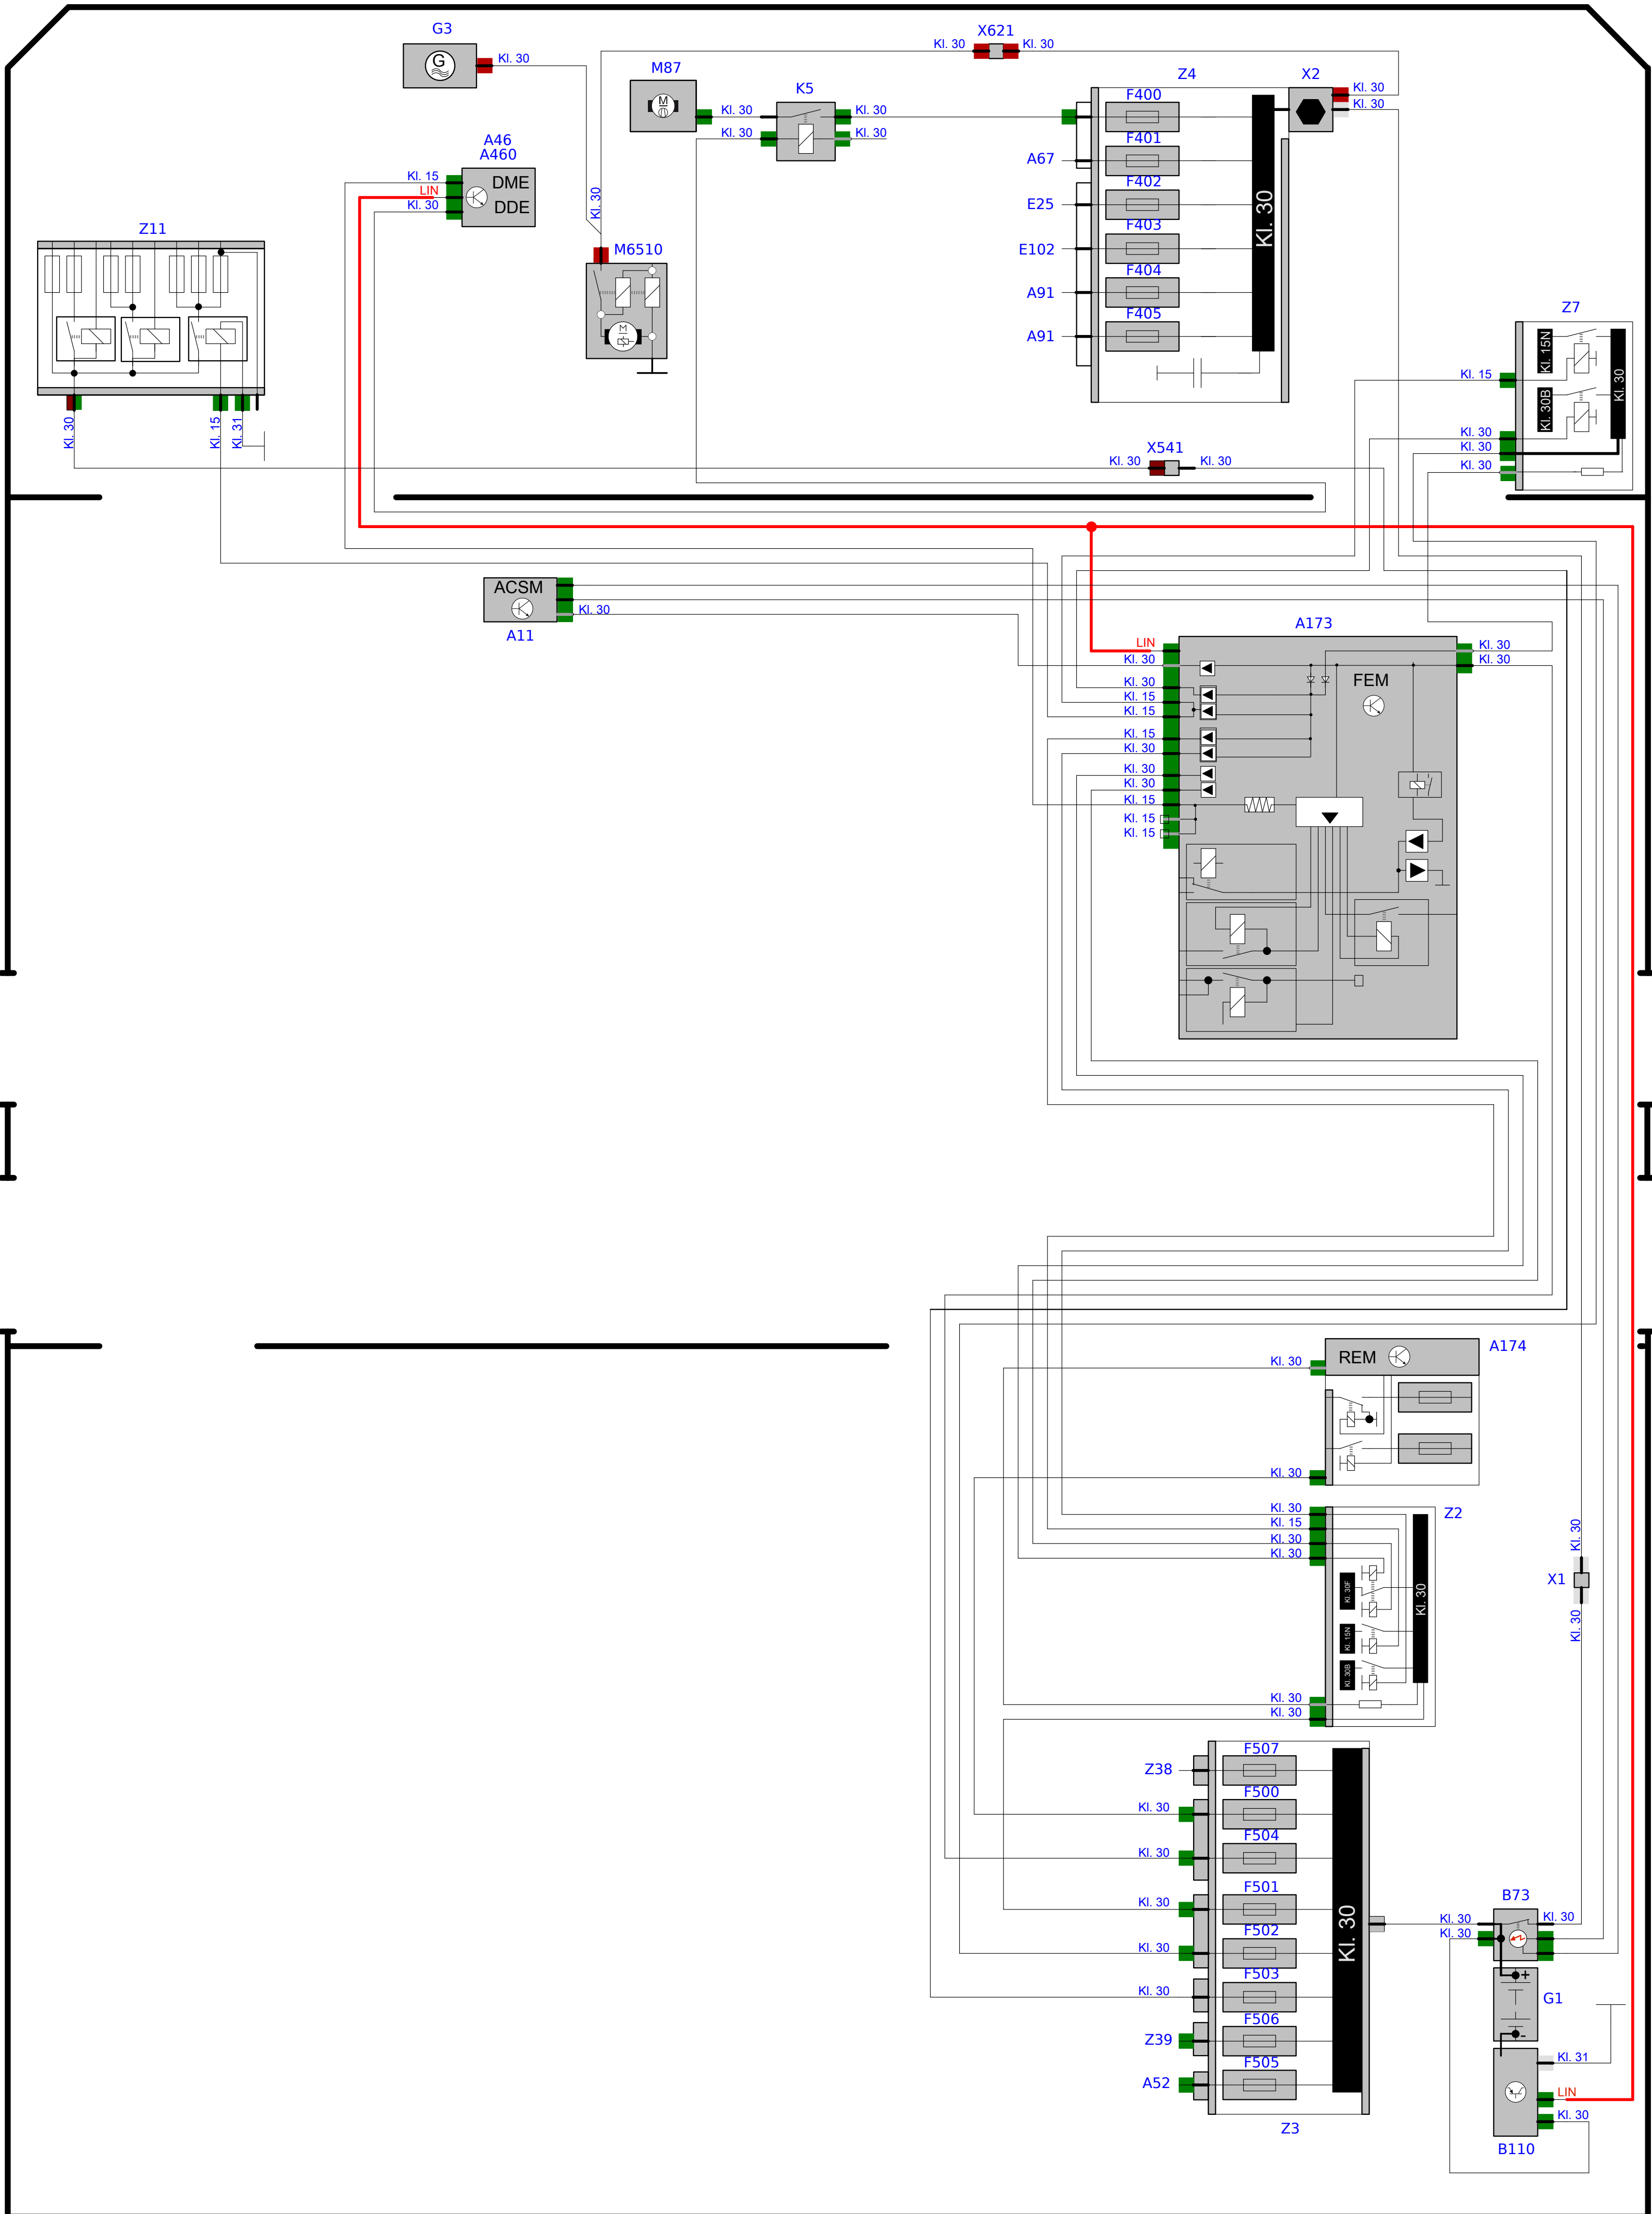 G3
G
Kl. 30
X621
Kl. 30
Kl. 30
M87
M
Kl. 30
K5
Kl. 30
Kl. 30
Kl. 30
Z4
X2
Kl. 30
Kl. 30
F400
F401
A67
F402
E25
F403
E102
F404
A91
F405
A91
Kl. 30
A46
A460
Kl. 15
LIN
Kl. 30
DME
DDE
Kl. 30
M6510
M
Z11
Kl. 30
Kl. 15
Kl. 31
Z7
Kl. 15N
Kl. 30B
Kl. 30
Kl. 15
Kl. 30
Kl. 30
Kl. 30
X541
Kl. 30
Kl. 30
ACSM
Kl. 30
A11
A173
FEM
LIN
Kl. 30
Kl. 30
Kl. 15
Kl. 15
Kl. 15
Kl. 30
Kl. 30
Kl. 30
Kl. 15
Kl. 15
Kl. 15
Kl. 30
Kl. 30
REM
A174
Kl. 30
Kl. 30
Z2
Kl. 30
Kl. 15
Kl. 30
Kl. 30
Kl. 30F
Kl. 15N
Kl. 30B
Kl. 30
Kl. 30
Kl. 30
X1
Kl. 30
Kl. 30
F507
Z38
F500
Kl. 30
F504
Kl. 30
F501
Kl. 30
F502
Kl. 30
F503
Kl. 30
F506
Z39
F505
A52
Kl. 30
Z3
B73
Kl. 30
Kl. 30
Kl. 30
+
G1
-
Kl. 31
LIN
Kl. 30
B110